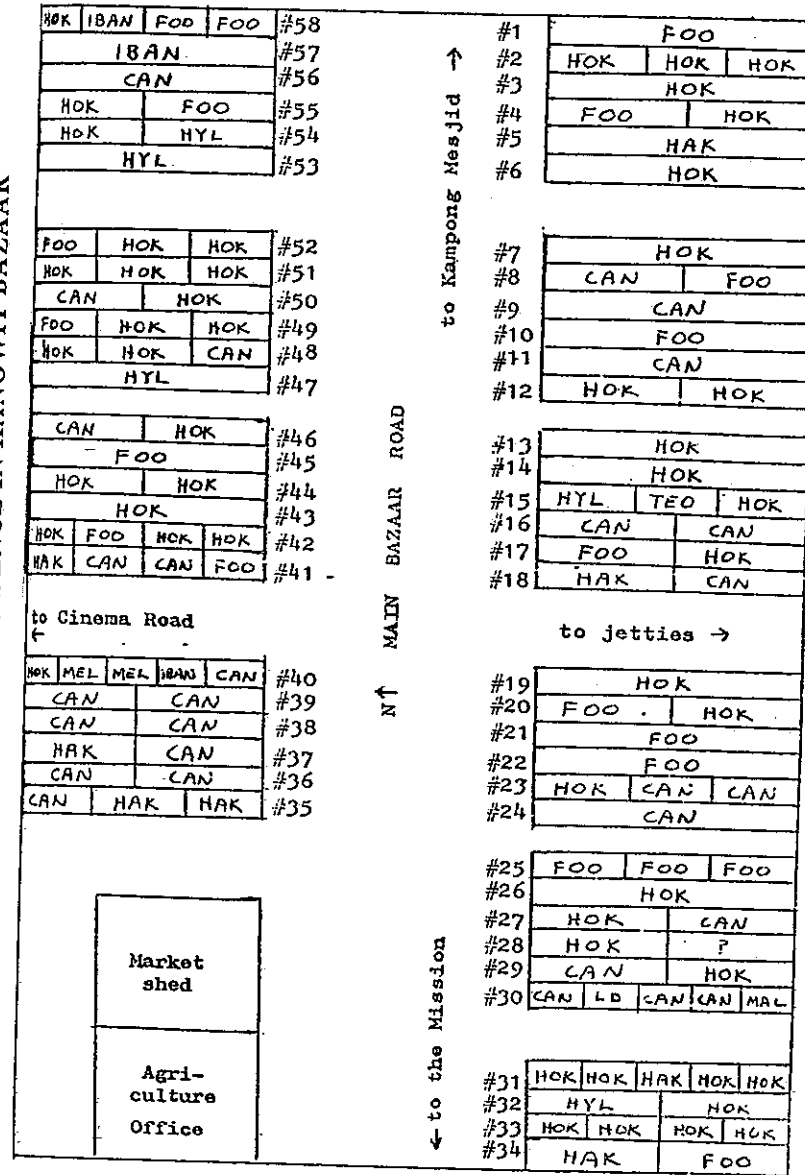 HOK IBAN FOO FOO #58
IBAN #57
CAN #56
HOK FOO #55
HOK HYL #54
HYL #53
FOO HOK HOK #52
HOK HOK HOK #51
CAN HOK #50
FOO HOK HOK #49
HOK HOK CAN #48
HYL #47
CAN HOK #46
FOO #45
HOK HOK #44
HOK #43
HOK FOO HOK HOK #42
HAK CAN CAN FOO #41
to Cinema Road
←
HOK MEL MEL IBAN CAN #40
CAN CAN #39
CAN CAN #38
HAK CAN #37
CAN CAN #36
CAN HAK HAK #35
Market
shed
Agri-
culture
Office
N↑ MAIN BAZAAR ROAD
to Kampong Mesjid →
← to the Mission
#1 FOO
#2 HOK HOK HOK
#3 HOK
#4 FOO HOK
#5 HAK
#6 HOK
#7 HOK
#8 CAN FOO
#9 CAN
#10 FOO
#11 CAN
#12 HOK HOK
#13 HOK
#14 HOK
#15 HYL TEO HOK
#16 CAN CAN
#17 FOO HOK
#18 HAK CAN
to jetties →
#19 HOK
#20 FOO HOK
#21 FOO
#22 FOO
#23 HOK CAN CAN
#24 CAN
#25 FOO FOO FOO
#26 HOK
#27 HOK CAN
#28 HOK ?
#29 CAN HOK
#30 CAN LD CAN CAN MAL
#31 HOK HOK HAK HOK HOK
#32 HYL HOK
#33 HOK HOK HOK HOK
#34 HAK FOO